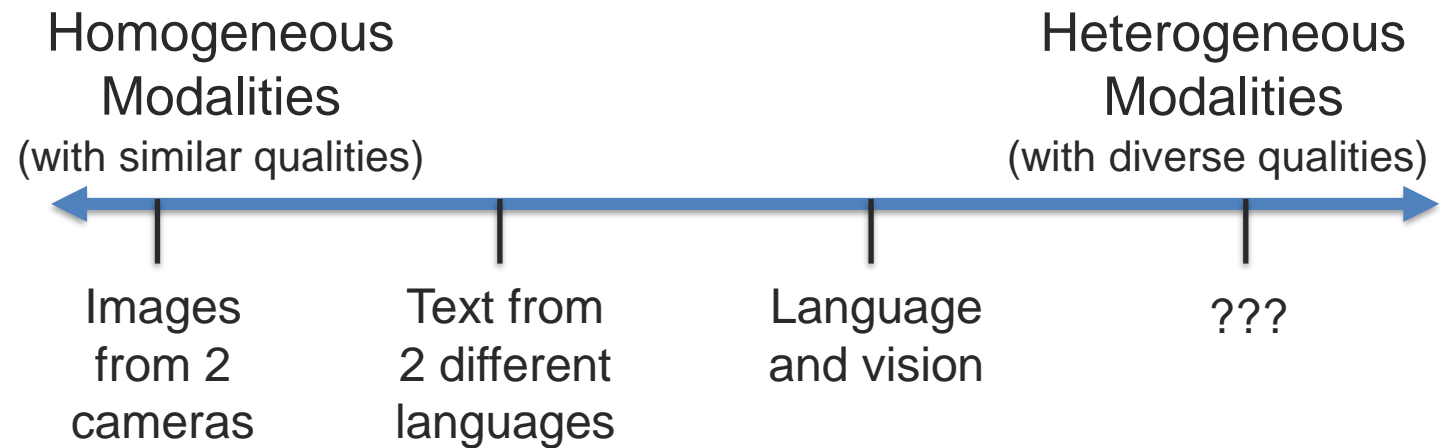 Homogeneous
Modalities
(with similar qualities)
Heterogeneous
Modalities
(with diverse qualities)
Images
from 2
cameras
Text from
2 different
languages
Language
and vision
???